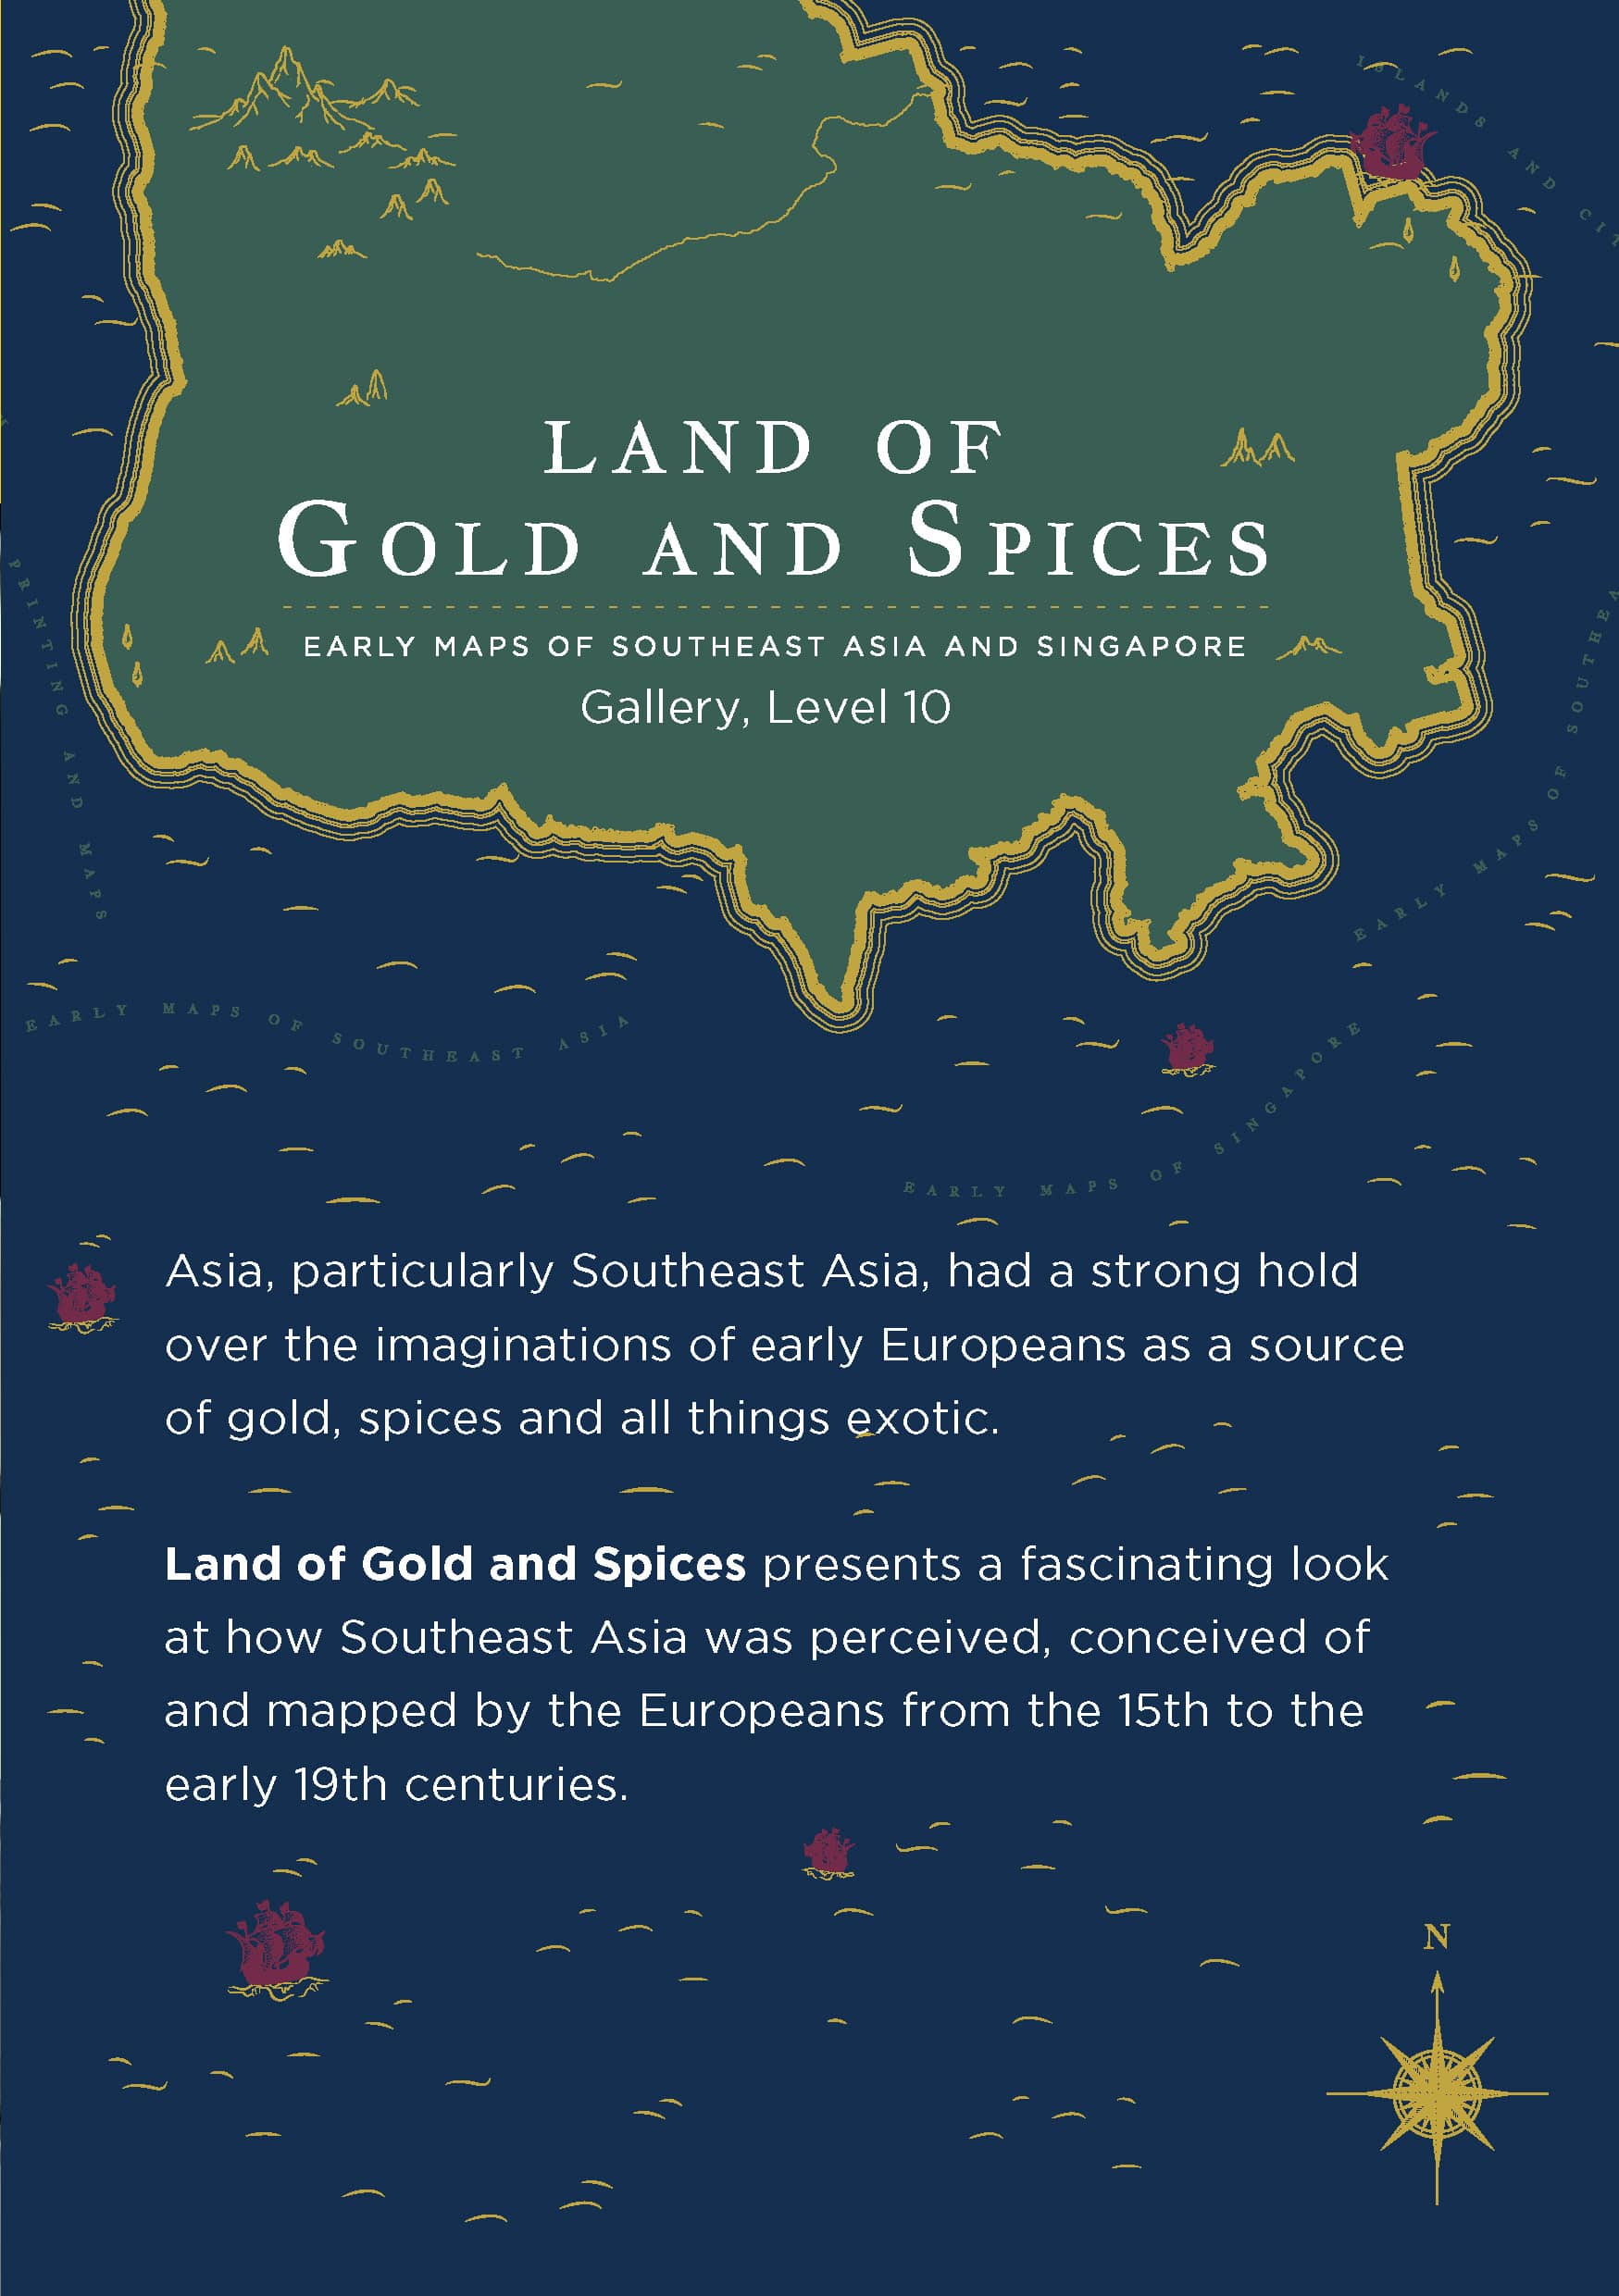 ISLANDS AND
LAND OF
GOLD AND SPICES
EARLY MAPS OF SOUTHEAST ASIA AND SINGAPORE
Gallery, Level 10
PRINTING AND MAPS
EARLY MAPS OF
EARLY MAPS OF SOUTHEAST ASIA
EARLY MAPS OF SINGAPORE
Asia, particularly Southeast Asia, had a strong hold
over the imaginations of early Europeans as a source
of gold, spices and all things exotic.
Land of Gold and Spices presents a fascinating look
at how Southeast Asia was perceived, conceived of
and mapped by the Europeans from the 15th to the
early 19th centuries.
N